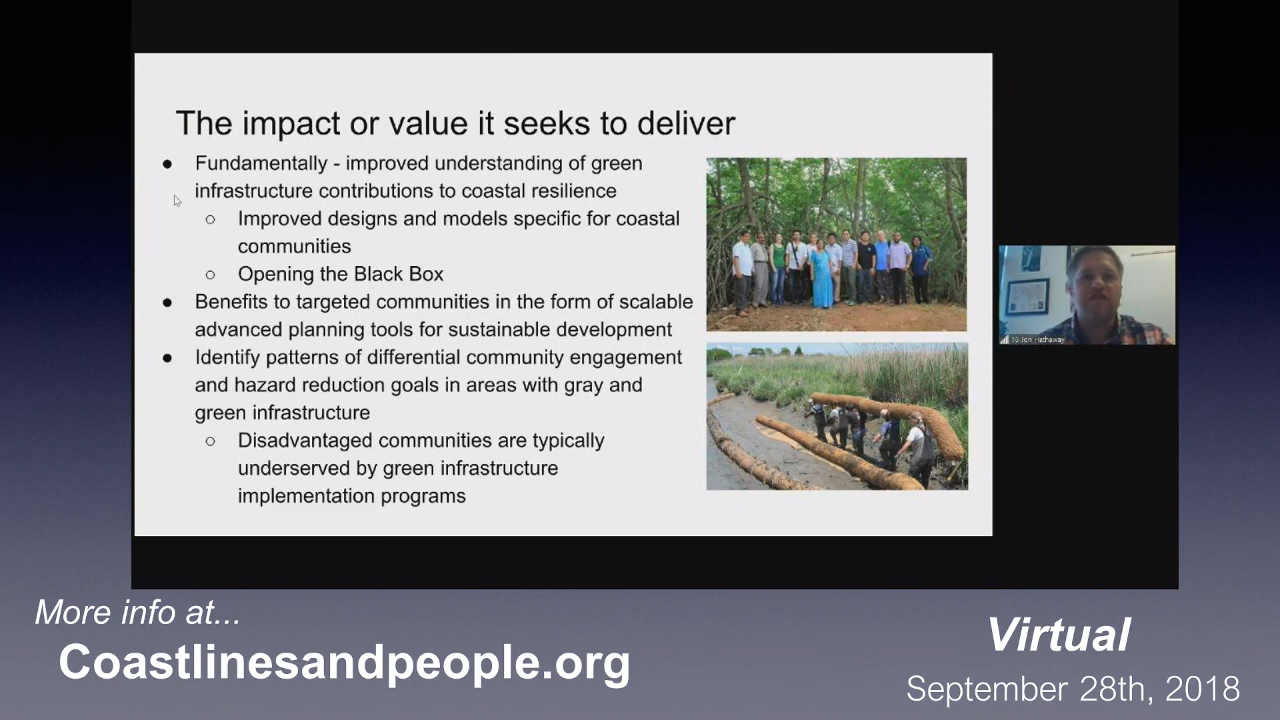 The impact or value it seeks to deliver
● Fundamentally - improved understanding of green
infrastructure contributions to coastal resilience
○ Improved designs and models specific for coastal
communities
○ Opening the Black Box
● Benefits to targeted communities in the form of scalable
advanced planning tools for sustainable development
● Identify patterns of differential community engagement
and hazard reduction goals in areas with gray and
green infrastructure
○ Disadvantaged communities are typically
underserved by green infrastructure
implementation programs
Hathaway
More info at...
Coastlinesandpeople.org
Virtual
September 28th, 2018